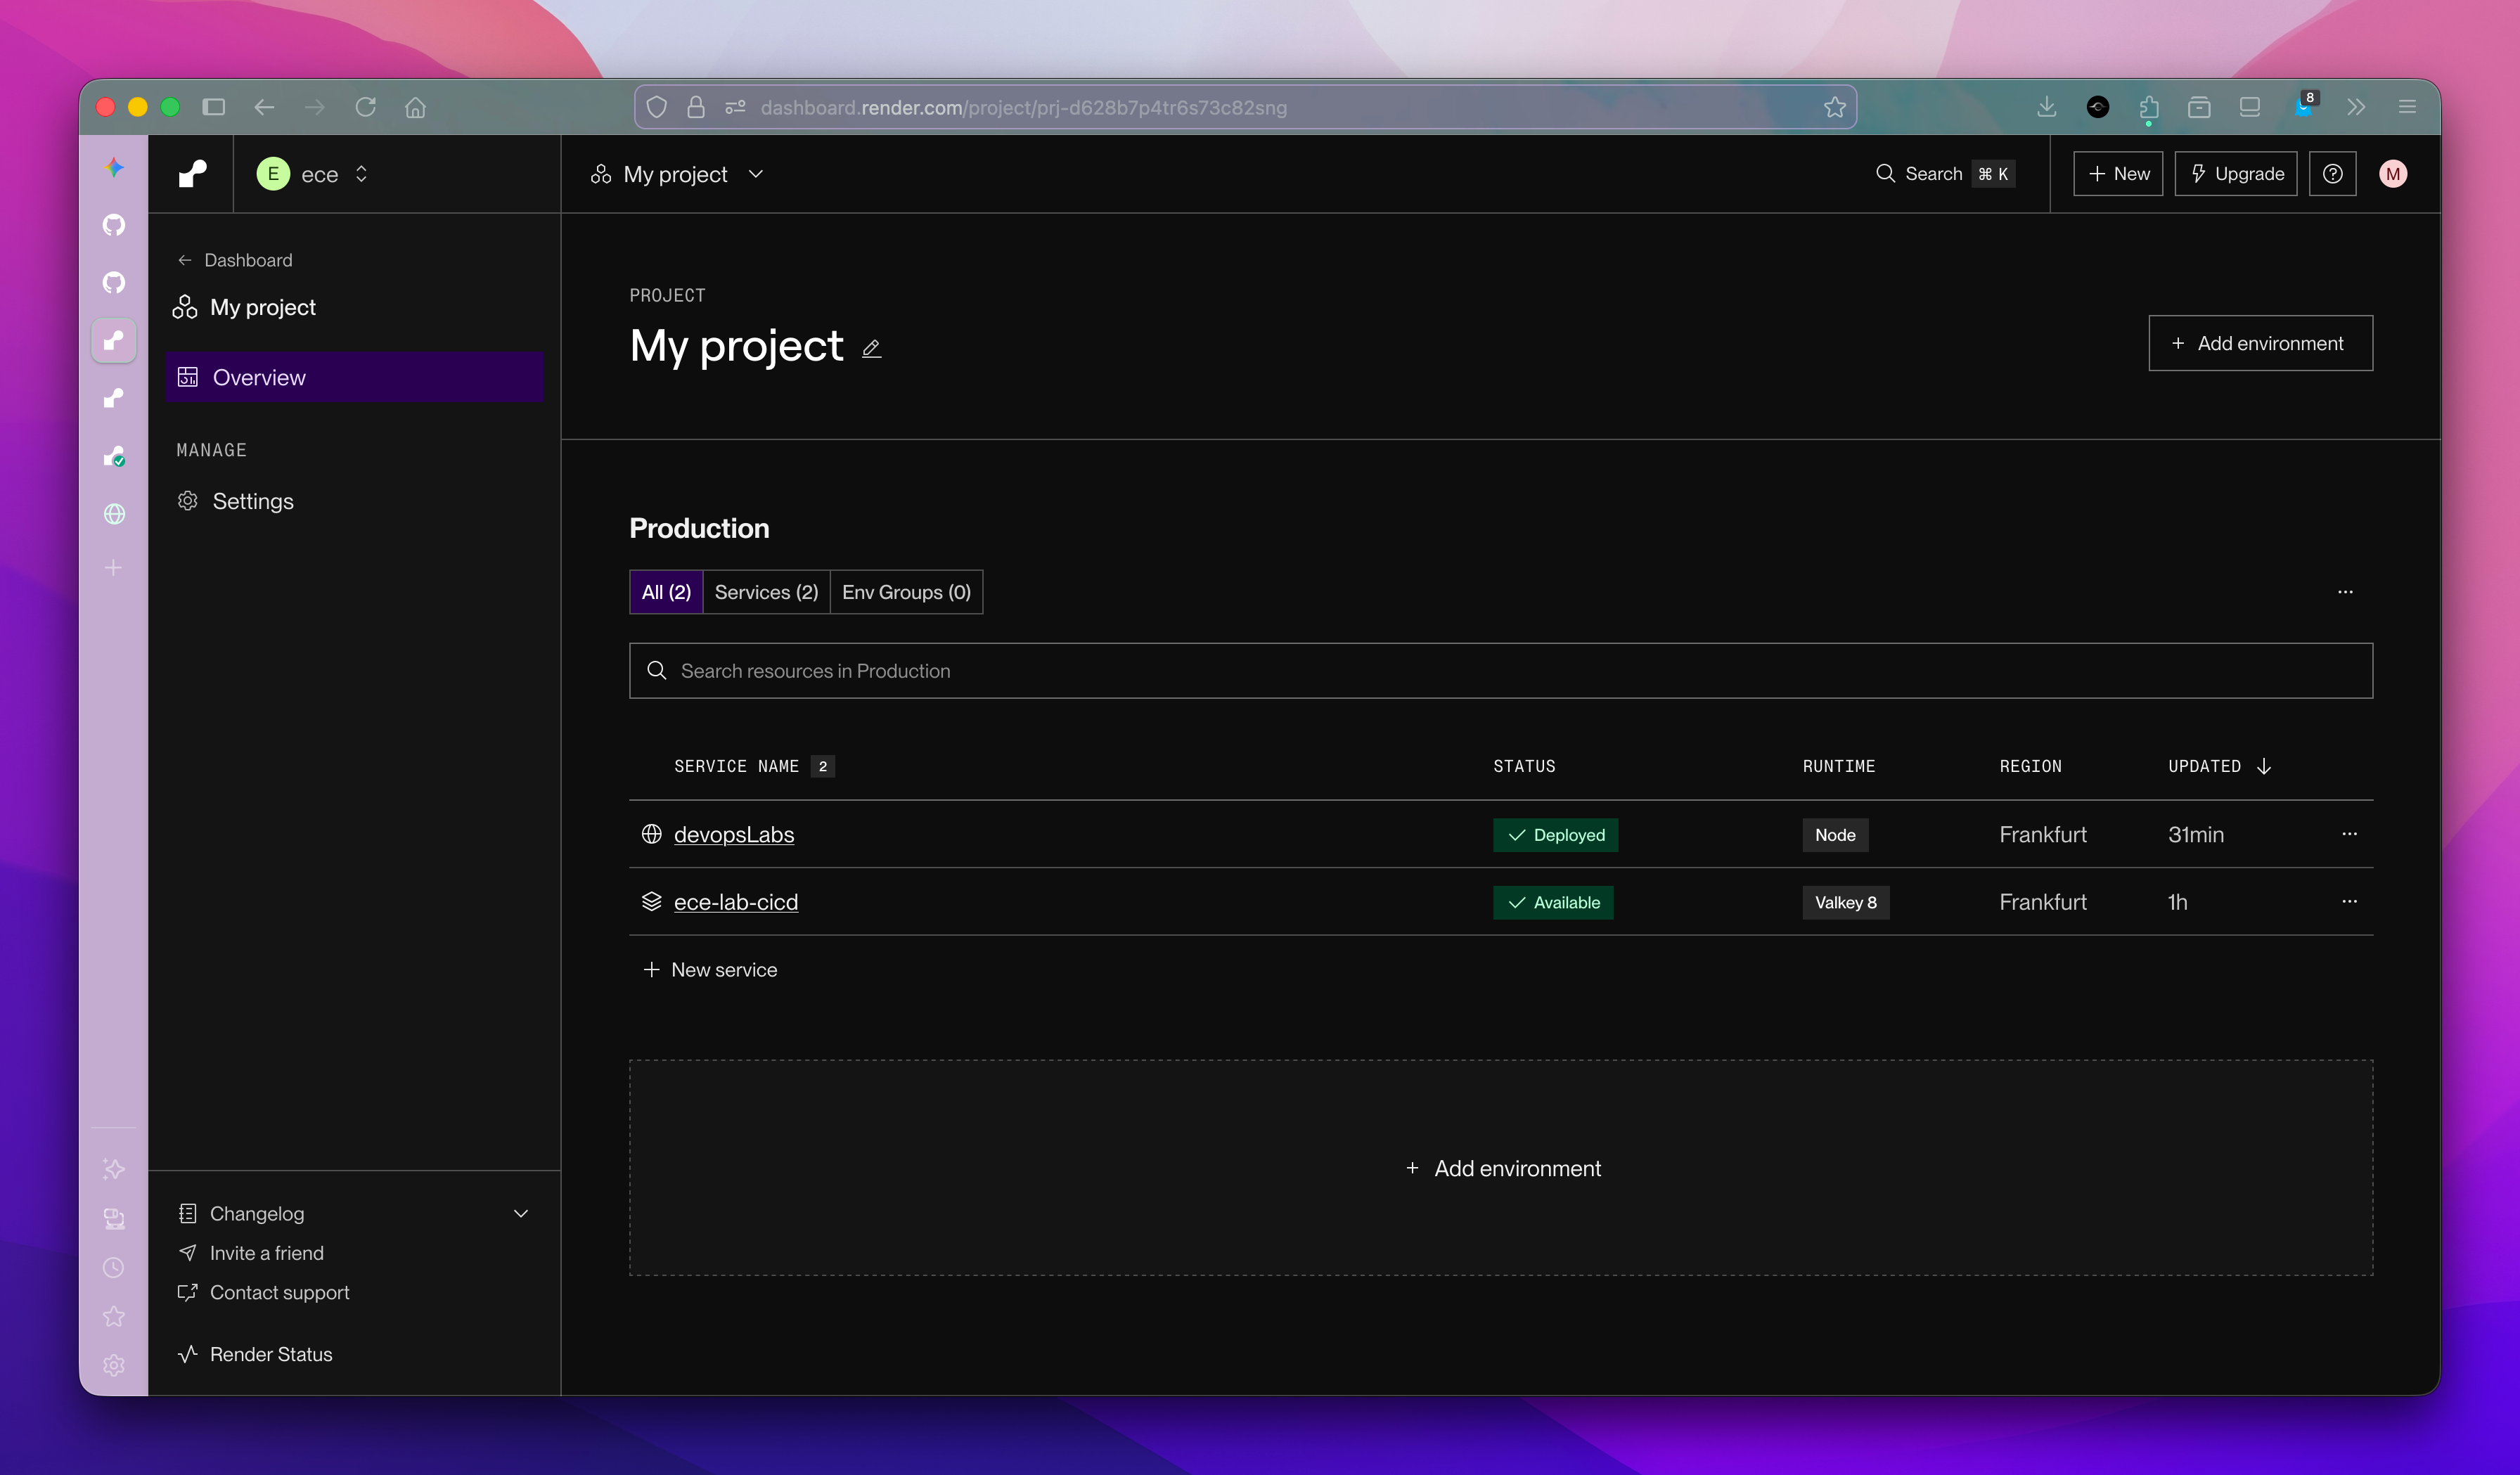 dashboard.render.com/project/prj-d628b7p4tr6s73c82sng
8
E ece
My project
Search ⌘ K
+ New
Upgrade
M
← Dashboard
My project
Overview
MANAGE
Settings
Changelog
Invite a friend
Contact support
Render Status
PROJECT
My project
+ Add environment
Production
All (2) Services (2) Env Groups (0)
Search resources in Production
SERVICE NAME 2 STATUS RUNTIME REGION UPDATED ↓
devopsLabs Deployed Node Frankfurt 31min
ece-lab-cicd Available Valkey 8 Frankfurt 1h
+ New service
+ Add environment